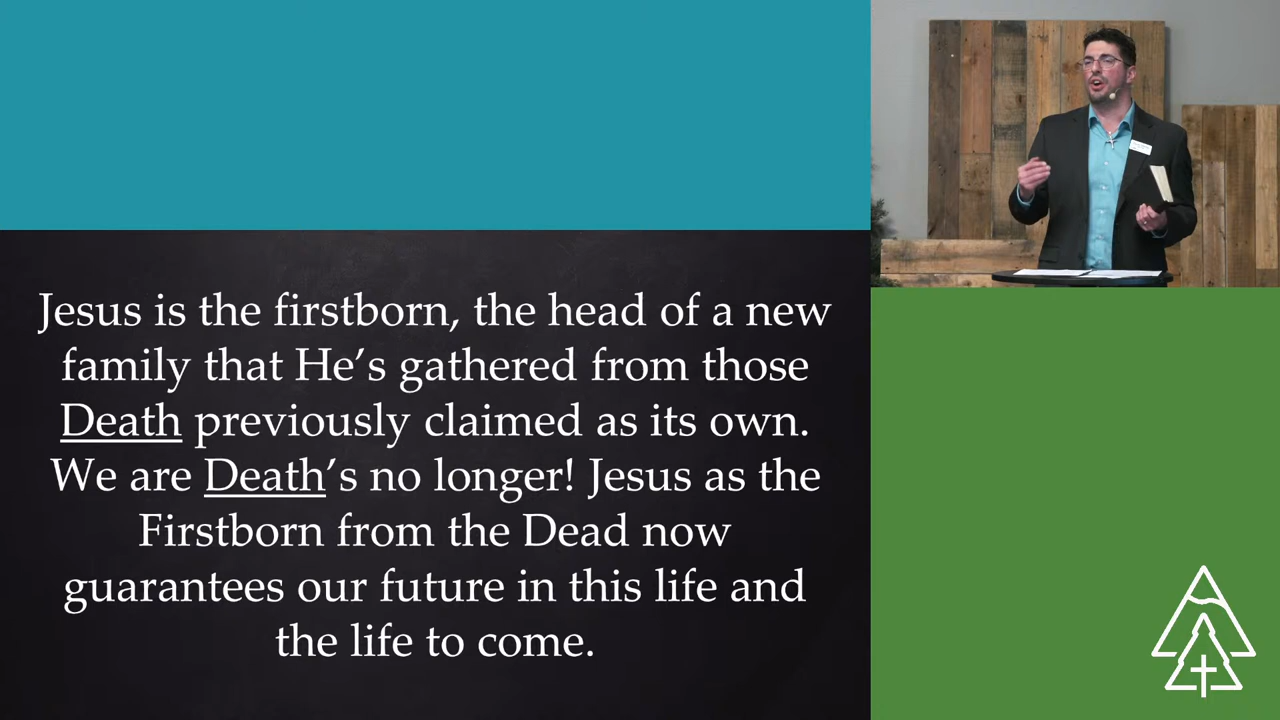 Jesus is the firstborn, the head of a new
family that He’s gathered from those
Death previously claimed as its own.
We are Death’s no longer! Jesus as the
Firstborn from the Dead now
guarantees our future in this life and
the life to come.